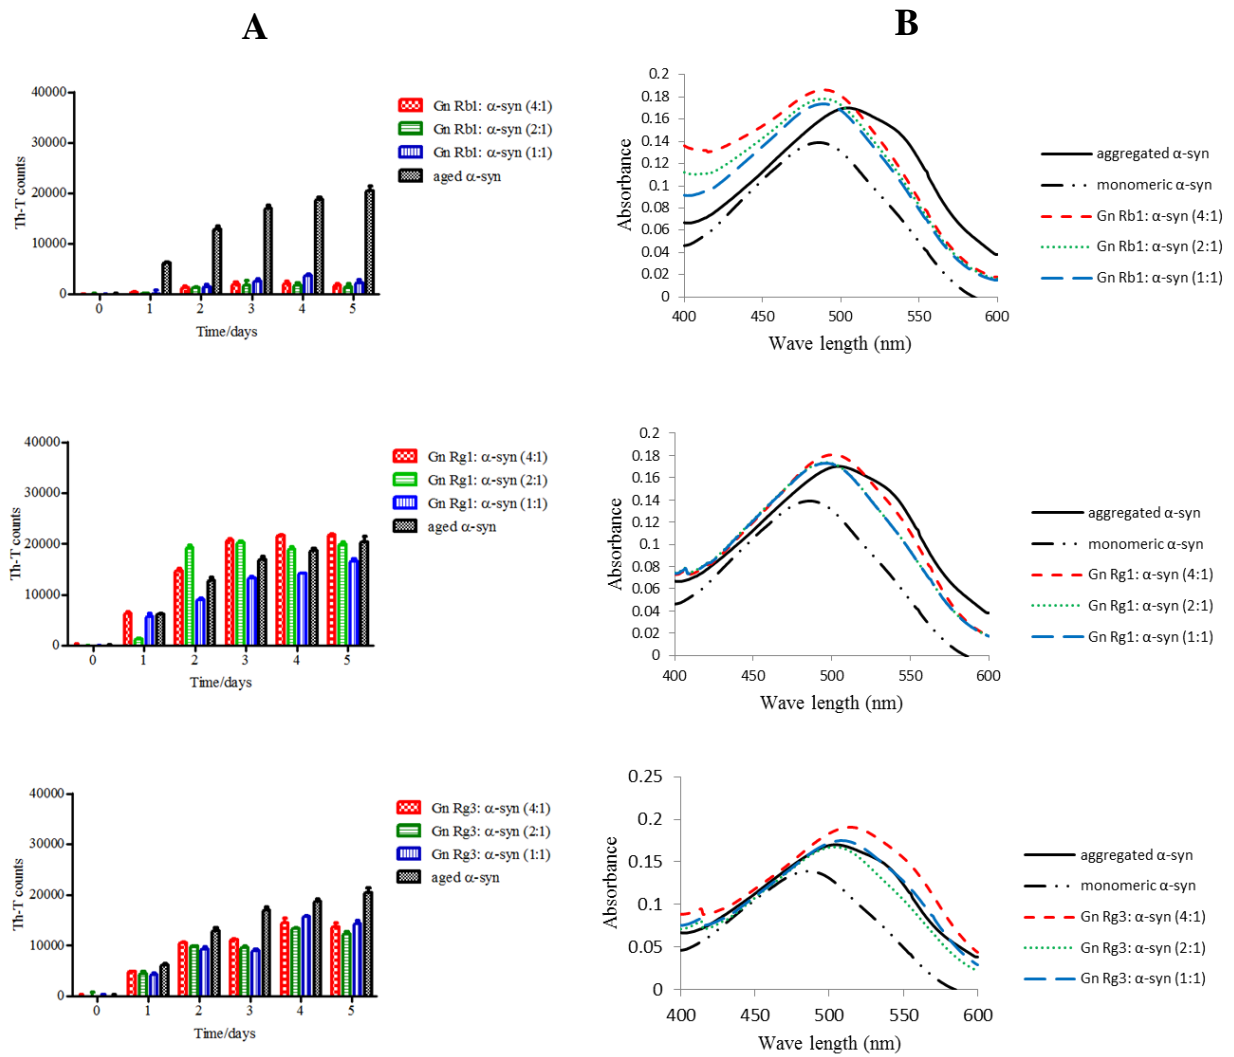 A
B
Th-T counts
40000
30000
20000
10000
0
0 1 2 3 4 5
Time/days
Gn Rb1: α-syn (4:1)
Gn Rb1: α-syn (2:1)
Gn Rb1: α-syn (1:1)
aged α-syn
Absorbance
0.2
0.18
0.16
0.14
0.12
0.1
0.08
0.06
0.04
0.02
0
400 450 500 550 600
Wave length (nm)
aggregated α-syn
monomeric α-syn
Gn Rb1: α-syn (4:1)
Gn Rb1: α-syn (2:1)
Gn Rb1: α-syn (1:1)
Th-T counts
40000
30000
20000
10000
0
0 1 2 3 4 5
Time/days
Gn Rg1: α-syn (4:1)
Gn Rg1: α-syn (2:1)
Gn Rg1: α-syn (1:1)
aged α-syn
Absorbance
0.2
0.18
0.16
0.14
0.12
0.1
0.08
0.06
0.04
0.02
0
400 450 500 550 600
Wave length (nm)
aggregated α-syn
monomeric α-syn
Gn Rg1: α-syn (4:1)
Gn Rg1: α-syn (2:1)
Gn Rg1: α-syn (1:1)
Th-T counts
40000
30000
20000
10000
0
0 1 2 3 4 5
Time/days
Gn Rg3: α-syn (4:1)
Gn Rg3: α-syn (2:1)
Gn Rg3: α-syn (1:1)
aged α-syn
Absorbance
0.25
0.2
0.15
0.1
0.05
0
400 450 500 550 600
Wave length (nm)
aggregated α-syn
monomeric α-syn
Gn Rg3: α-syn (4:1)
Gn Rg3: α-syn (2:1)
Gn Rg3: α-syn (1:1)